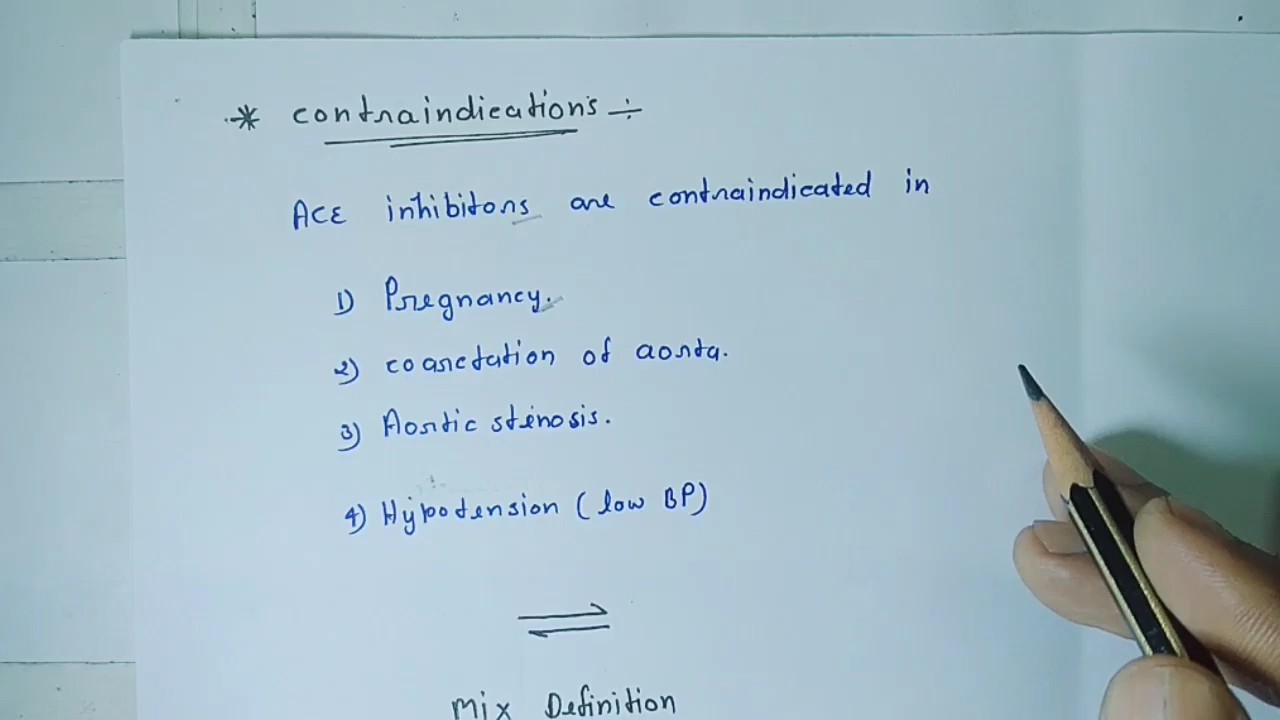 * contraindications ÷
ACE inhibitors are contraindicated in
1) Pregnancy.
2) coarctation of aorta.
3) Aortic stenosis.
4) Hypotension (low BP)
⇌
Mix Definition